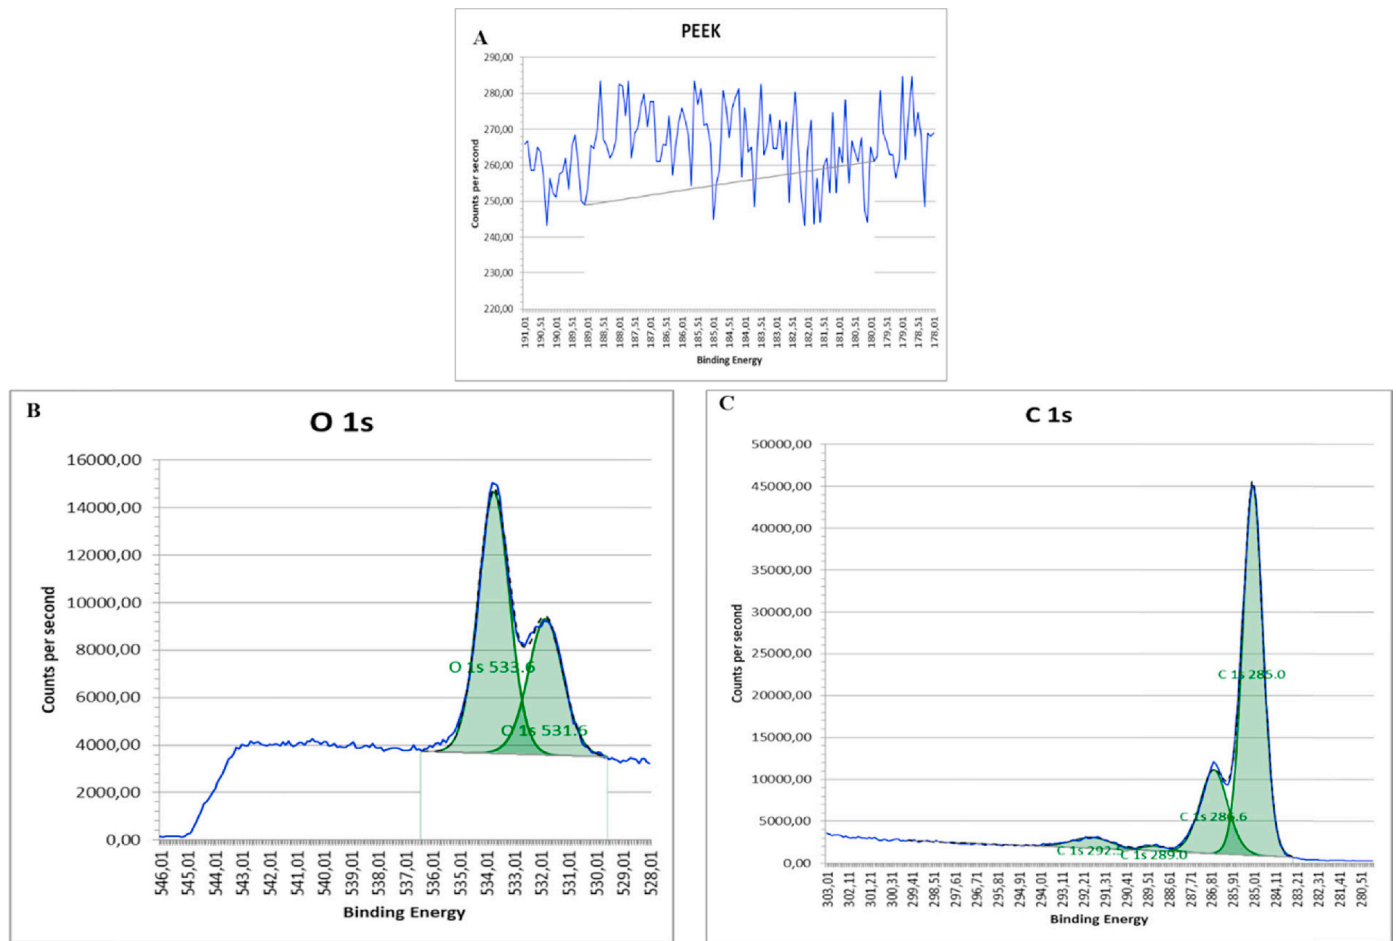 A
PEEK
290,00
280,00
270,00
260,00
250,00
240,00
230,00
220,00
Counts per second
191,01 190,51 190,01 189,51 189,01 188,51 188,01 187,51 187,01 186,51 186,01 185,51 185,01 184,51 184,01 183,51 183,01 182,51 182,01 181,51 181,01 180,51 180,01 179,51 179,01 178,51 178,01
Binding Energy
B
O 1s
16000,00
14000,00
12000,00
10000,00
8000,00
6000,00
4000,00
2000,00
0,00
Counts per second
O 1s 533.6
O 1s 531.6
546,01 545,01 544,01 542,01 541,01 540,01 539,01 538,01 537,01 536,01 535,01 534,01 533,01 532,01 531,01 530,01 529,01 528,01
Binding Energy
C
C 1s
50000,00
45000,00
40000,00
35000,00
30000,00
25000,00
20000,00
15000,00
10000,00
5000,00
0,00
Counts per second
C 1s 285.0
C 1s 286.6
C 1s 292.5
C 1s 289.0
303,01 302,11 301,21 300,31 299,41 298,51 297,61 296,71 295,81 294,91 294,01 293,11 292,21 291,31 290,41 289,51 288,61 287,71 286,81 285,91 285,01 284,11 283,21 282,31 281,41 280,51
Binding Energy